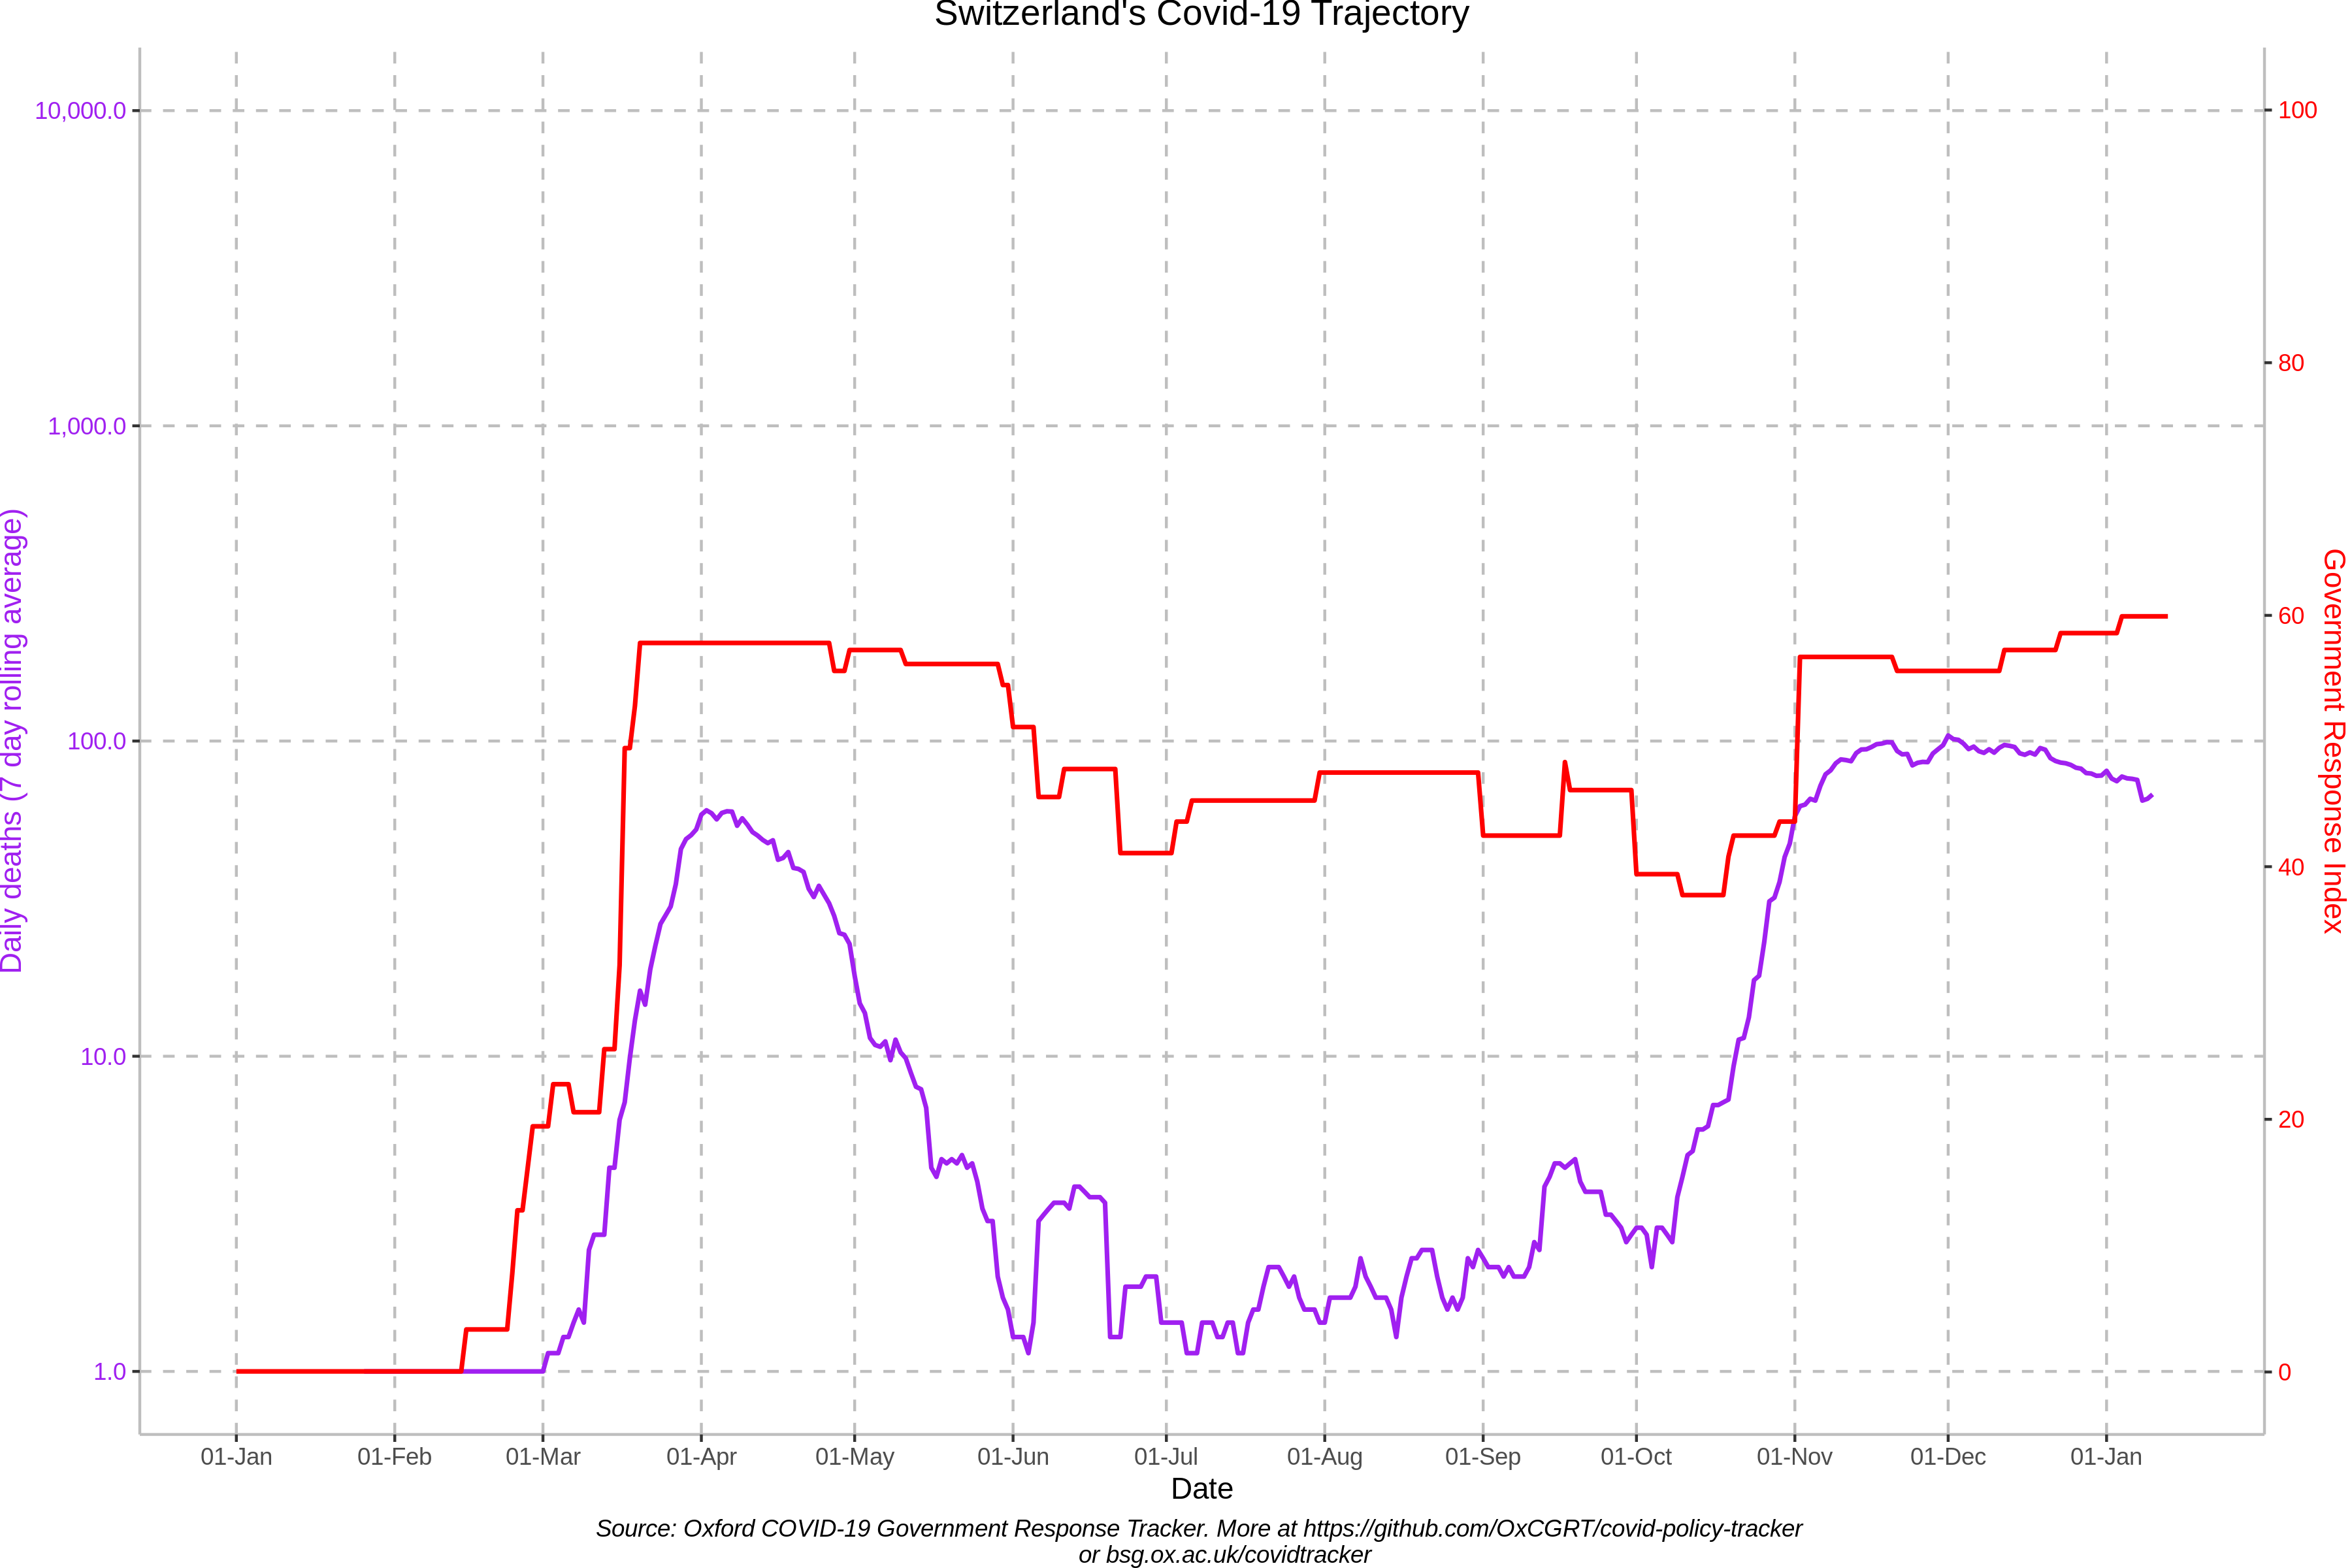 Switzerland's Covid-19 Trajectory
10,000.0
1,000.0
100.0
10.0
1.0
Daily deaths (7 day rolling average)
100
80
60
40
20
0
Government Response Index
01-Jan
01-Feb
01-Mar
01-Apr
01-May
01-Jun
01-Jul
01-Aug
01-Sep
01-Oct
01-Nov
01-Dec
01-Jan
Date
Source: Oxford COVID-19 Government Response Tracker. More at https://github.com/OxCGRT/covid-policy-tracker
or bsg.ox.ac.uk/covidtracker